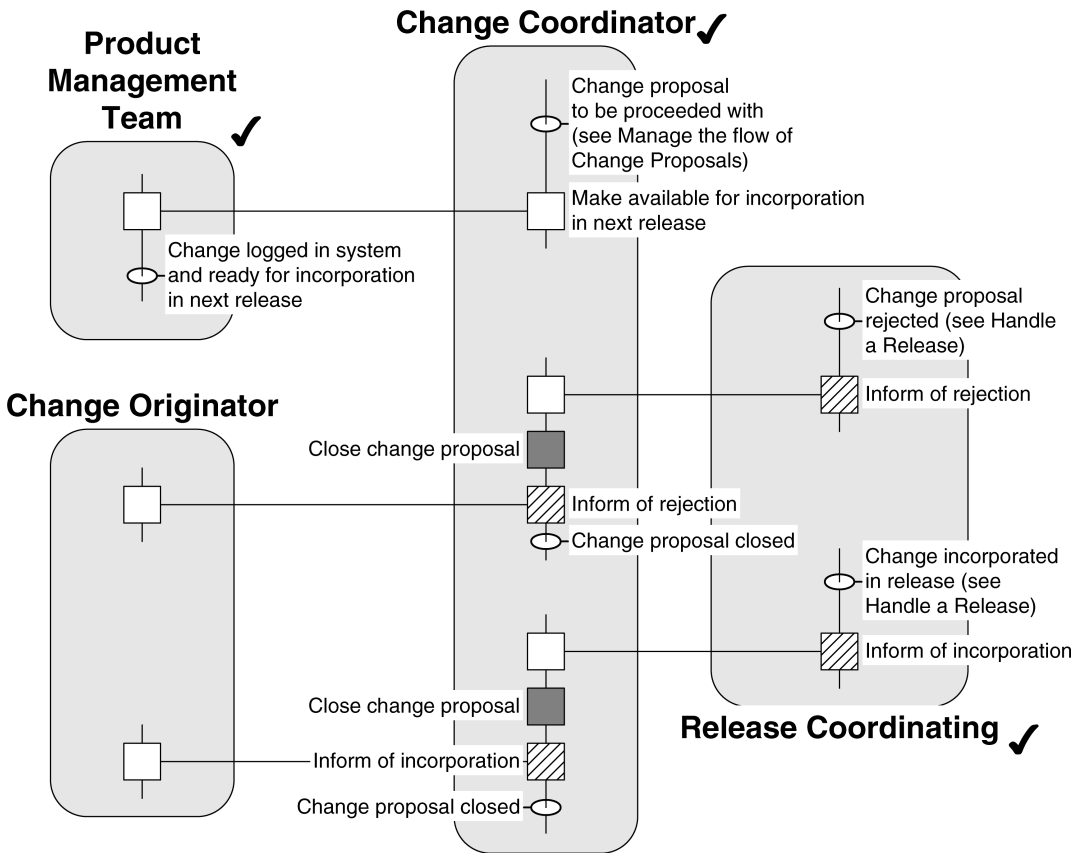 Change Coordinator
Product
Management
Team
Change proposal
to be proceeded with
(see Manage the flow of
Change Proposals)
Make available for incorporation
in next release
Change logged in system
and ready for incorporation
in next release
Change proposal
rejected (see Handle
a Release)
Inform of rejection
Change Originator
Close change proposal
Inform of rejection
Change proposal closed
Change incorporated
in release (see
Handle a Release)
Inform of incorporation
Close change proposal
Release Coordinating
Inform of incorporation
Change proposal closed